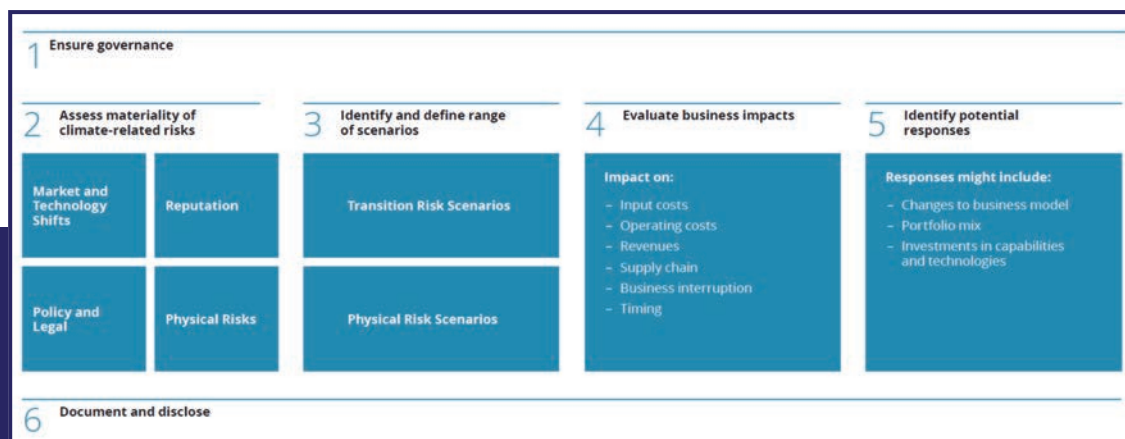 1 Ensure governance
2 Assess materiality of
climate-related risks
Market and
Technology
Shifts
Reputation
Policy and
Legal
Physical Risks
3 Identify and define range
of scenarios
Transition Risk Scenarios
Physical Risk Scenarios
4 Evaluate business impacts
Impact on:
– Input costs
– Operating costs
– Revenues
– Supply chain
– Business interruption
– Timing
5 Identify potential
responses
Responses might include:
– Changes to business model
– Portfolio mix
– Investments in capabilities
and technologies
6 Document and disclose